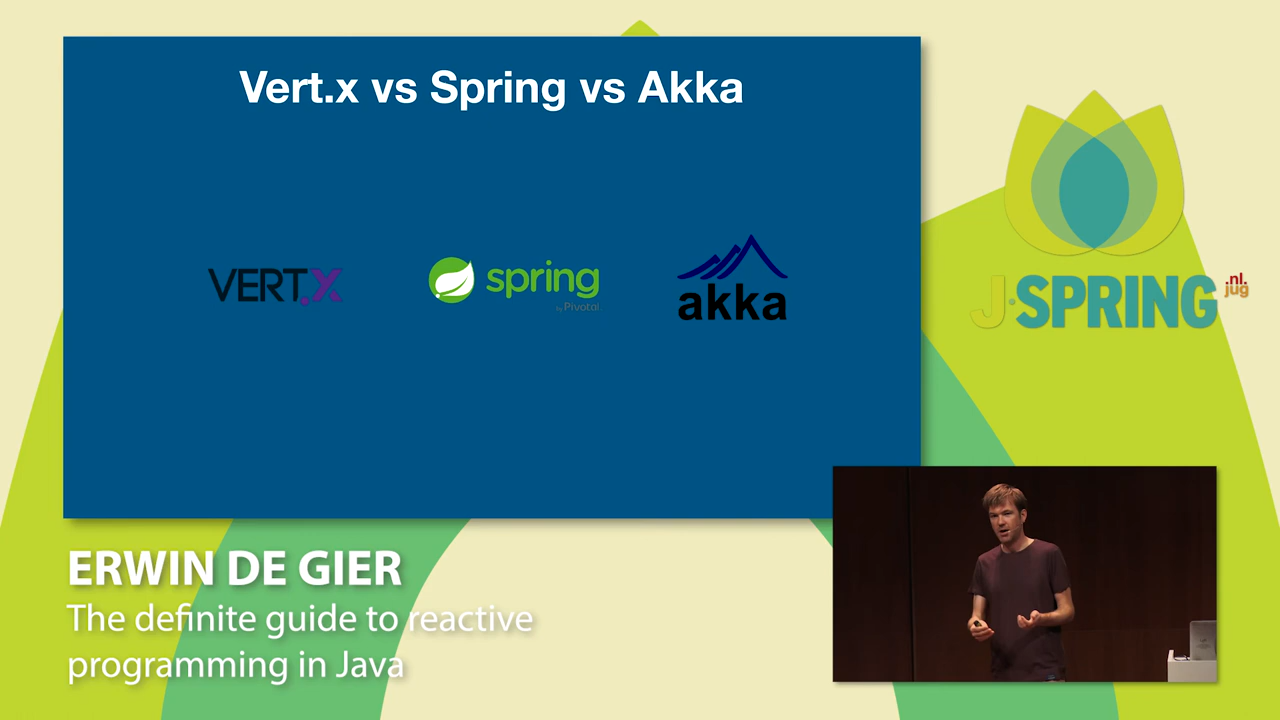 Vert.x vs Spring vs Akka
VERT.X
spring
by Pivotal
akka
J·SPRING
.nl.
jug
ERWIN DE GIER
The definite guide to reactive
programming in Java